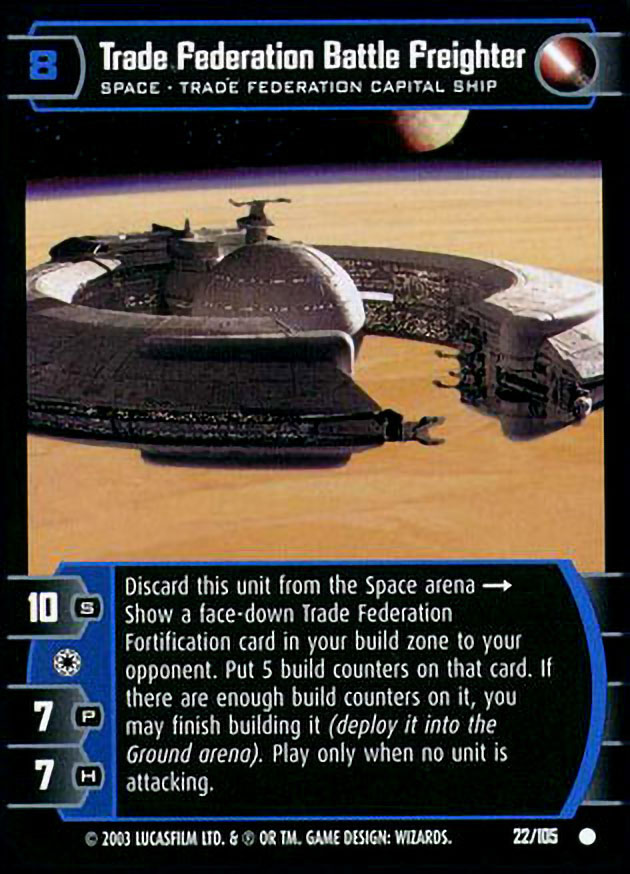 8
Trade Federation Battle Freighter
SPACE · TRADE FEDERATION CAPITAL SHIP
10 S
7 P
7 H
Discard this unit from the Space arena →
Show a face-down Trade Federation
Fortification card in your build zone to your
opponent. Put 5 build counters on that card. If
there are enough build counters on it, you
may finish building it (deploy it into the
Ground arena). Play only when no unit is
attacking.
© 2003 LUCASFILM LTD. & ® OR TM. GAME DESIGN: WIZARDS.
22/105